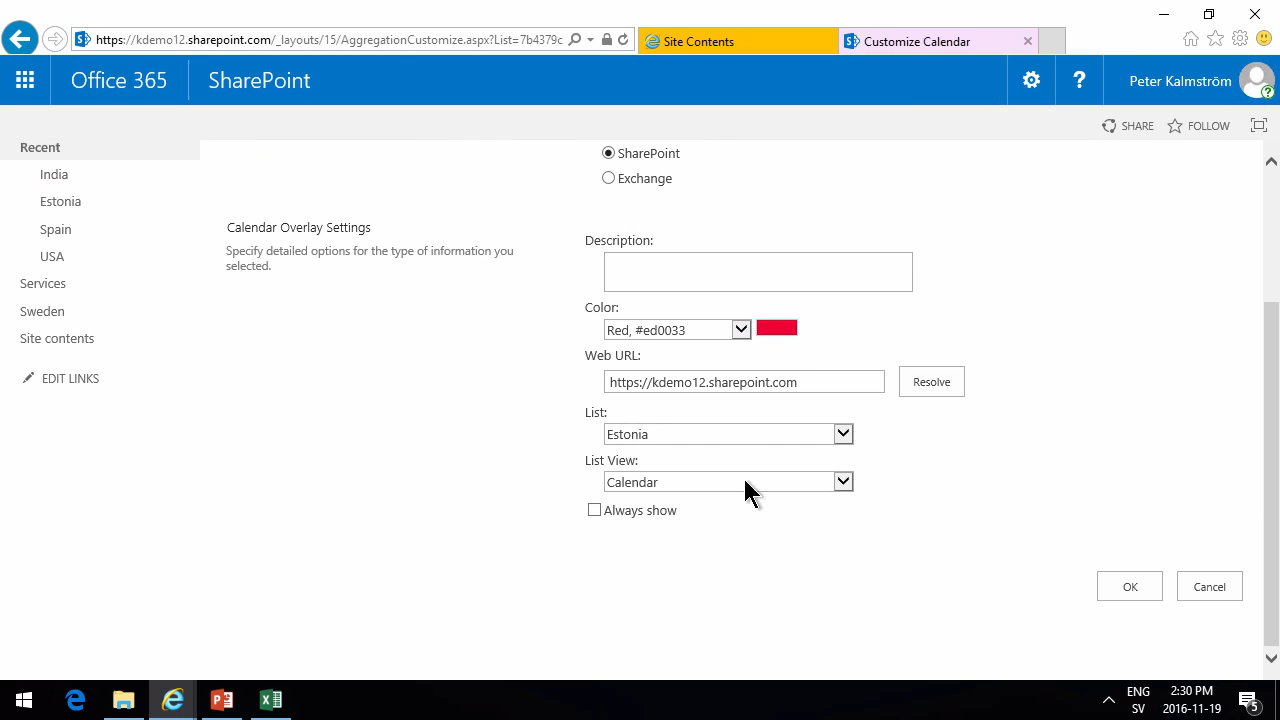 https://kdemo12.sharepoint.com/_layouts/15/AggregationCustomize.aspx?List=7b4379c
Site Contents
Customize Calendar
Office 365
SharePoint
?
Peter Kalmström
SHARE
FOLLOW
Recent
India
Estonia
Spain
USA
Services
Sweden
Site contents
EDIT LINKS
SharePoint
Exchange
Calendar Overlay Settings
Specify detailed options for the type of information you
selected.
Description:
Color:
Red, #ed0033
Web URL:
https://kdemo12.sharepoint.com
Resolve
List:
Estonia
List View:
Calendar
Always show
OK
Cancel
ENG
SV
2:30 PM
2016-11-19
5